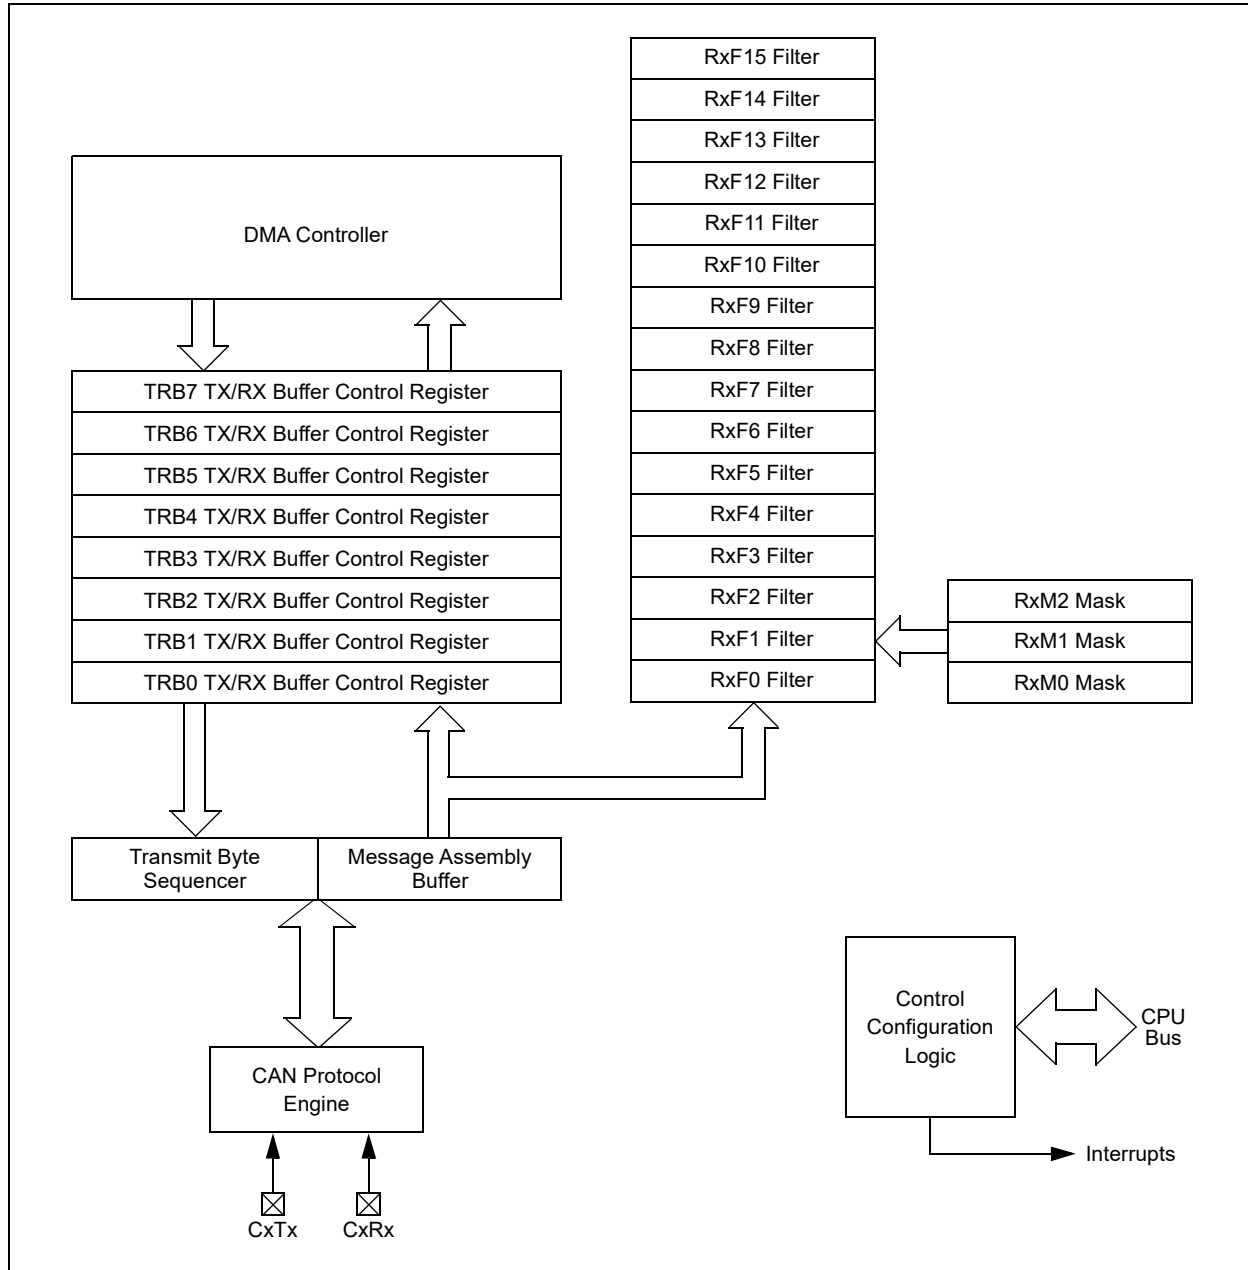 RxF15 Filter
RxF14 Filter
RxF13 Filter
RxF12 Filter
RxF11 Filter
RxF10 Filter
RxF9 Filter
RxF8 Filter
RxF7 Filter
RxF6 Filter
RxF5 Filter
RxF4 Filter
RxF3 Filter
RxF2 Filter
RxF1 Filter
RxF0 Filter
DMA Controller
TRB7 TX/RX Buffer Control Register
TRB6 TX/RX Buffer Control Register
TRB5 TX/RX Buffer Control Register
TRB4 TX/RX Buffer Control Register
TRB3 TX/RX Buffer Control Register
TRB2 TX/RX Buffer Control Register
TRB1 TX/RX Buffer Control Register
TRB0 TX/RX Buffer Control Register
RxM2 Mask
RxM1 Mask
RxM0 Mask
Transmit Byte
Sequencer
Message Assembly
Buffer
CAN Protocol
Engine
CxTx
CxRx
Control
Configuration
Logic
CPU
Bus
Interrupts